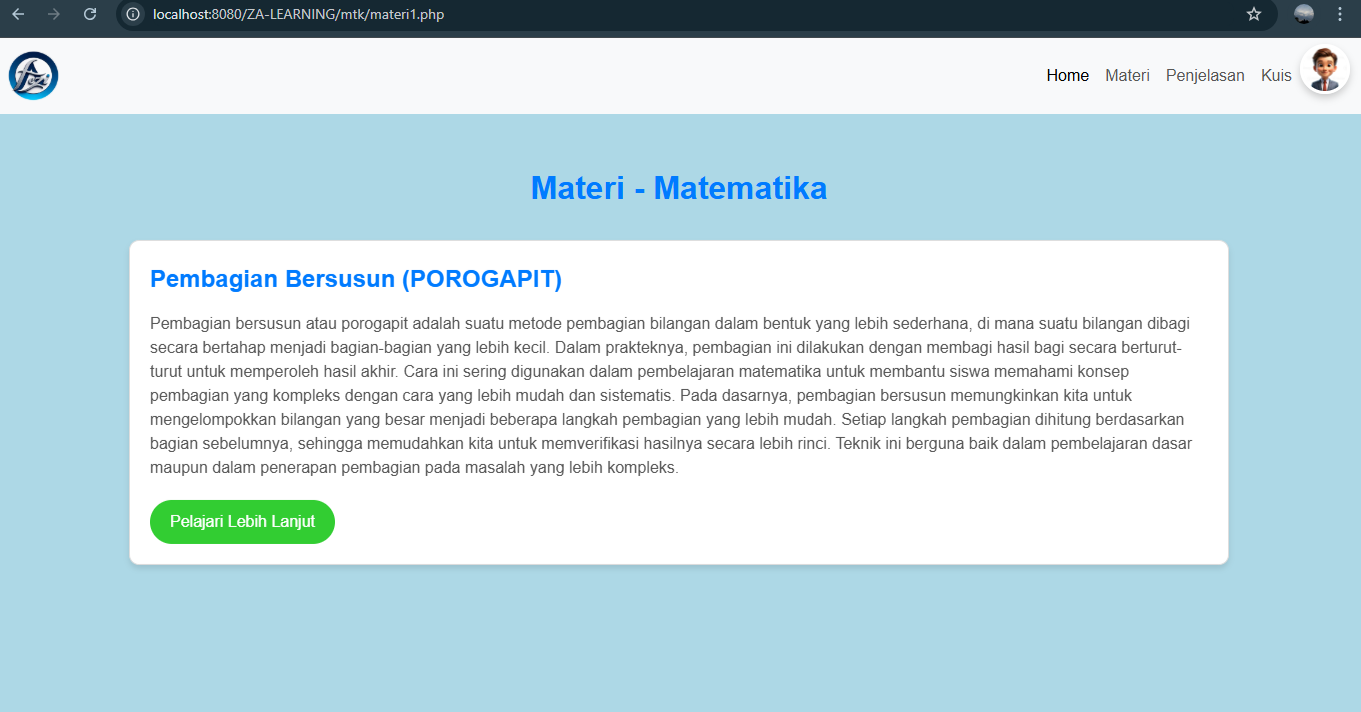 localhost:8080/ZA-LEARNING/mtk/materi1.php
Home Materi Penjelasan Kuis
Materi - Matematika
Pembagian Bersusun (POROGAPIT)
Pembagian bersusun atau porogapit adalah suatu metode pembagian bilangan dalam bentuk yang lebih sederhana, di mana suatu bilangan dibagi
secara bertahap menjadi bagian-bagian yang lebih kecil. Dalam prakteknya, pembagian ini dilakukan dengan membagi hasil bagi secara berturut-
turut untuk memperoleh hasil akhir. Cara ini sering digunakan dalam pembelajaran matematika untuk membantu siswa memahami konsep
pembagian yang kompleks dengan cara yang lebih mudah dan sistematis. Pada dasarnya, pembagian bersusun memungkinkan kita untuk
mengelompokkan bilangan yang besar menjadi beberapa langkah pembagian yang lebih mudah. Setiap langkah pembagian dihitung berdasarkan
bagian sebelumnya, sehingga memudahkan kita untuk memverifikasi hasilnya secara lebih rinci. Teknik ini berguna baik dalam pembelajaran dasar
maupun dalam penerapan pembagian pada masalah yang lebih kompleks.
Pelajari Lebih Lanjut